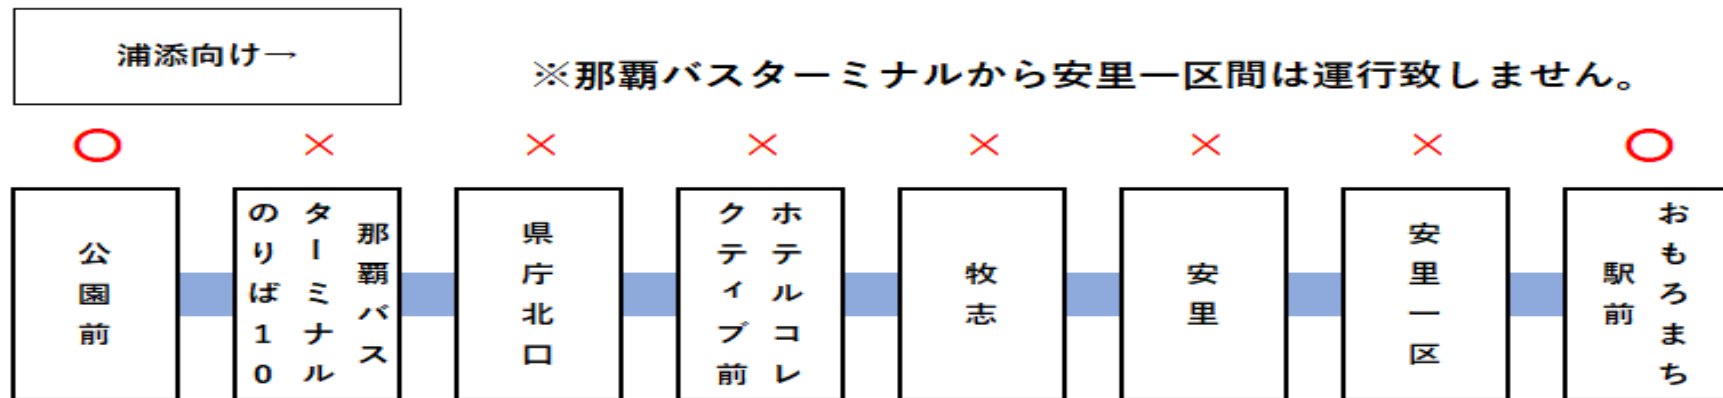 浦添向け→
※那覇バスターミナルから安里一区間は運行致しません。
○ × × × × × × ○
公園前
那覇バス
ターミナル
のりば10
県庁北口
ホテルコレ
クティブ前
牧志
安里
安里一区
おもろまち
駅前